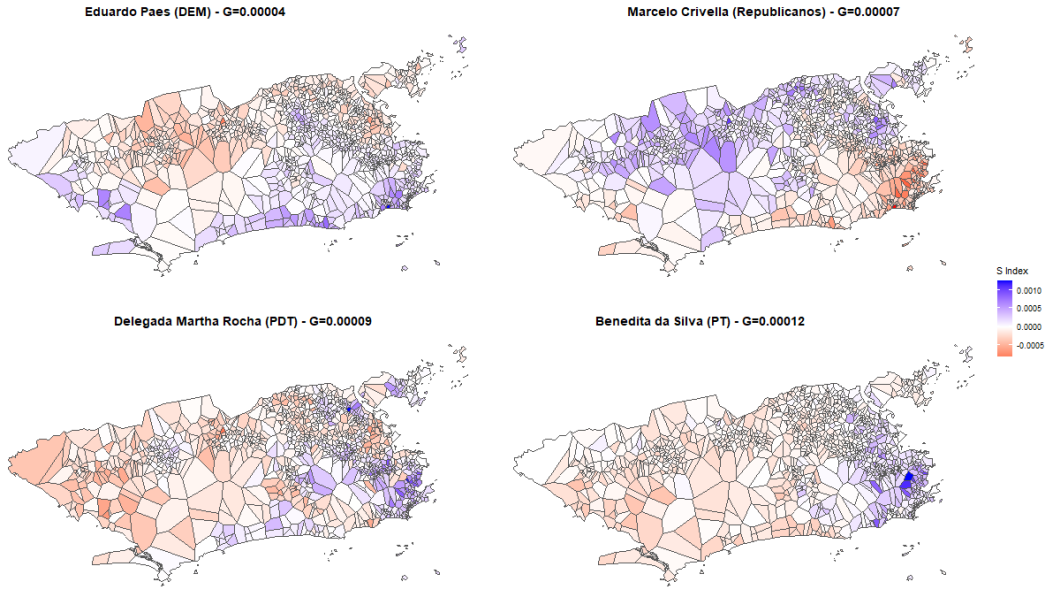 Eduardo Paes (DEM) - G=0.00004
Marcelo Crivella (Republicanos) - G=0.00007
S Index
0.0010
0.0005
0.0000
-0.0005
Delegada Martha Rocha (PDT) - G=0.00009
Benedita da Silva (PT) - G=0.00012